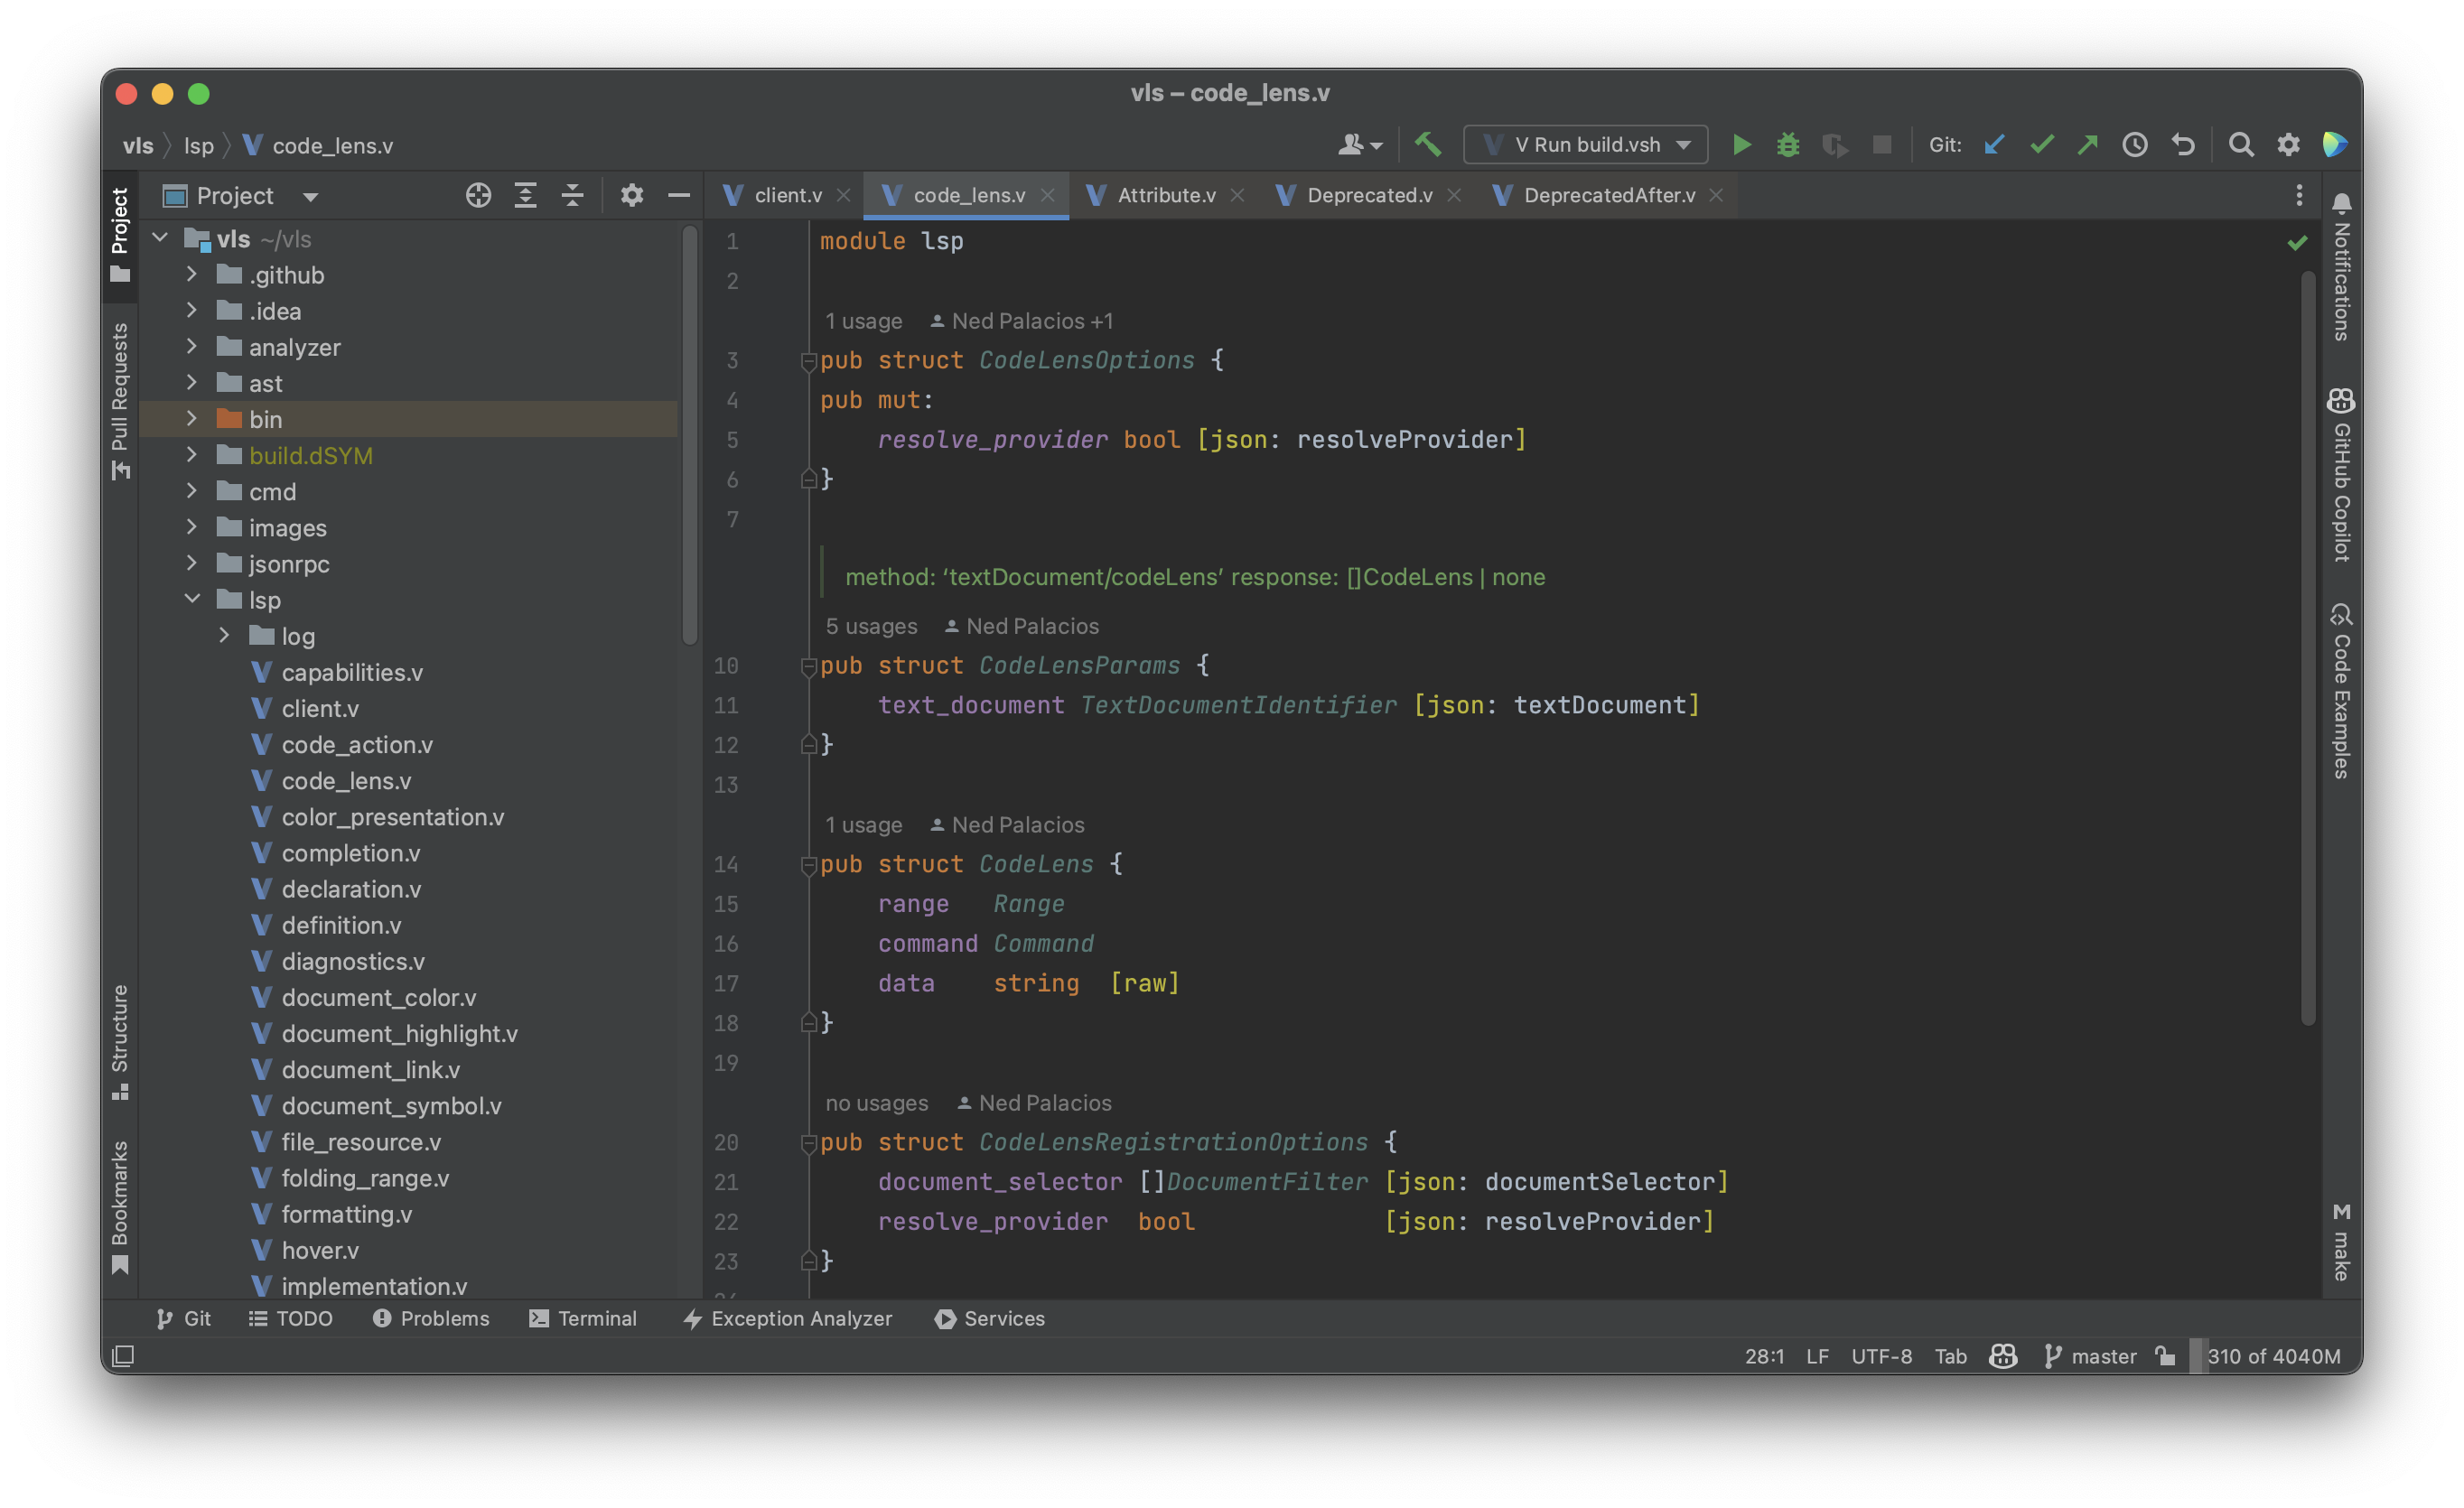 vls – code_lens.v
vls lsp code_lens.v
V Run build.vsh Git:
Project
Pull Requests
Structure
Bookmarks
Project
vls ~/vls
.github
.idea
analyzer
ast
bin
build.dSYM
cmd
images
jsonrpc
lsp
log
capabilities.v
client.v
code_action.v
code_lens.v
color_presentation.v
completion.v
declaration.v
definition.v
diagnostics.v
document_color.v
document_highlight.v
document_link.v
document_symbol.v
file_resource.v
folding_range.v
formatting.v
hover.v
implementation.v
client.v code_lens.v Attribute.v Deprecated.v DeprecatedAfter.v
1 module lsp
2
1 usage Ned Palacios +1
3 pub struct CodeLensOptions {
4 pub mut:
5 resolve_provider bool [json: resolveProvider]
6 }
7
method: ‘textDocument/codeLens’ response: []CodeLens | none
5 usages Ned Palacios
10 pub struct CodeLensParams {
11 text_document TextDocumentIdentifier [json: textDocument]
12 }
13
1 usage Ned Palacios
14 pub struct CodeLens {
15 range Range
16 command Command
17 data string [raw]
18 }
19
no usages Ned Palacios
20 pub struct CodeLensRegistrationOptions {
21 document_selector []DocumentFilter [json: documentSelector]
22 resolve_provider bool [json: resolveProvider]
23 }
Notifications
GitHub Copilot
Code Examples
M make
Git TODO Problems Terminal Exception Analyzer Services
28:1 LF UTF-8 Tab master 310 of 4040M